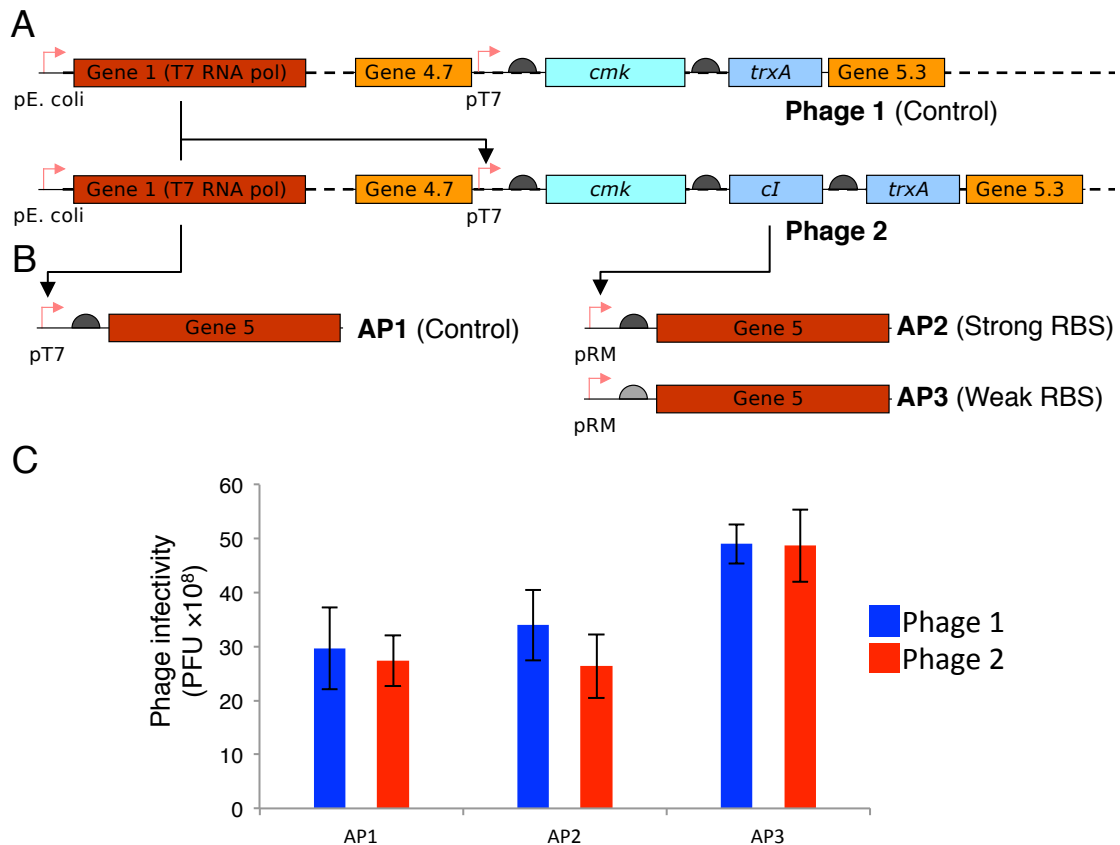 A
Gene 1 (T7 RNA pol)
Gene 4.7
cmk
trxA
Gene 5.3
pE. coli
pT7
Phage 1 (Control)
Gene 1 (T7 RNA pol)
Gene 4.7
cmk
cI
trxA
Gene 5.3
pE. coli
pT7
Phage 2
B
Gene 5
AP1 (Control)
pT7
Gene 5
AP2 (Strong RBS)
pRM
Gene 5
AP3 (Weak RBS)
pRM
C
Phage infectivity
(PFU ×10⁸)
60
50
40
30
20
10
0
AP1
AP2
AP3
Phage 1
Phage 2